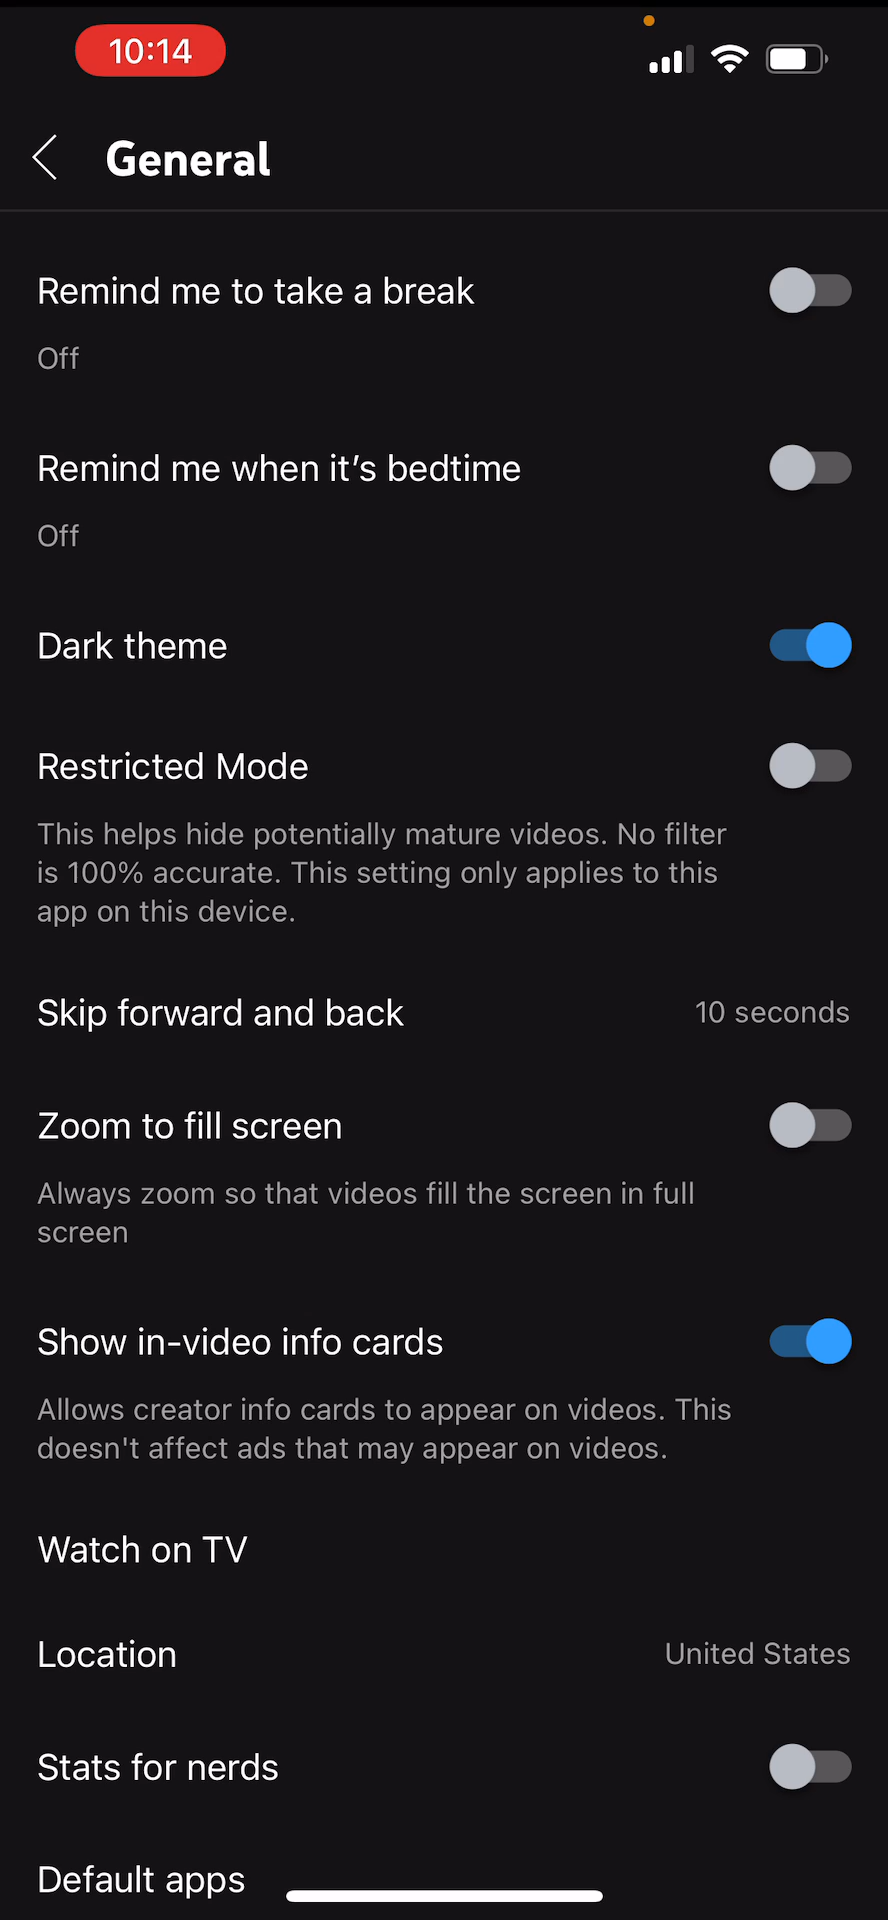 10:14
General
Remind me to take a break
Off
Remind me when it’s bedtime
Off
Dark theme
Restricted Mode
This helps hide potentially mature videos. No filter
is 100% accurate. This setting only applies to this
app on this device.
Skip forward and back 10 seconds
Zoom to fill screen
Always zoom so that videos fill the screen in full
screen
Show in-video info cards
Allows creator info cards to appear on videos. This
doesn't affect ads that may appear on videos.
Watch on TV
Location United States
Stats for nerds
Default apps